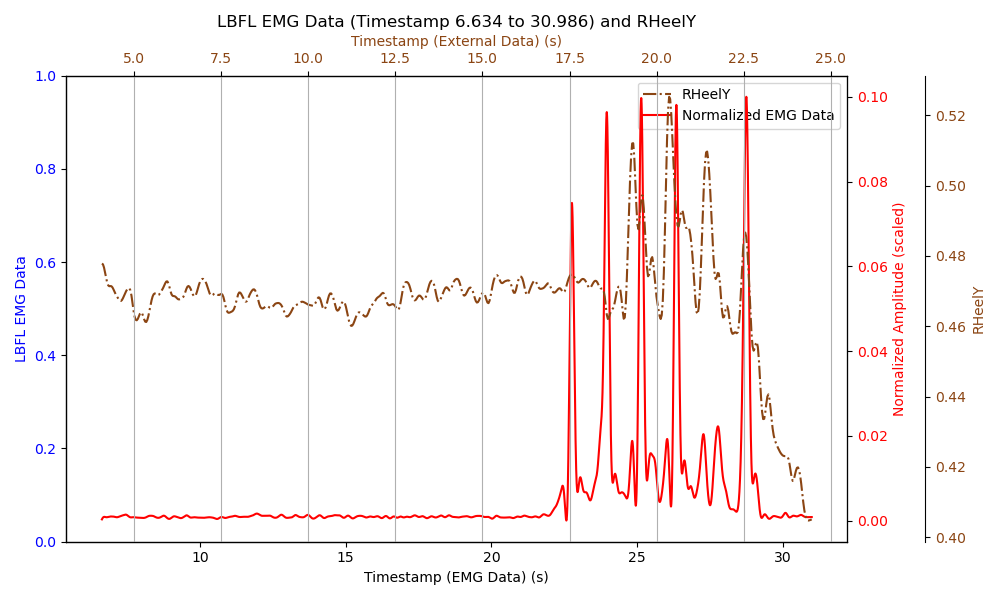 LBFL EMG Data (Timestamp 6.634 to 30.986) and RHeelY
Timestamp (External Data) (s)
5.0 7.5 10.0 12.5 15.0 17.5 20.0 22.5 25.0
RHeelY
Normalized EMG Data
LBFL EMG Data
1.0
0.8
0.6
0.4
0.2
0.0
0.10
0.08
0.06
0.04
0.02
0.00
Normalized Amplitude (scaled)
0.52
0.50
0.48
0.46
0.44
0.42
0.40
RHeelY
10 15 20 25 30
Timestamp (EMG Data) (s)